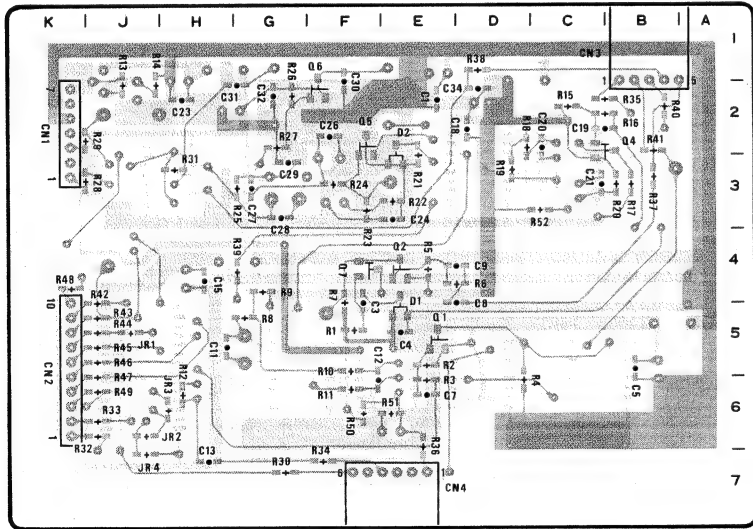 K J H G F E D C B A
1
2
3
4
5
6
7
R13
R14
C23
C31
C32
R26
Q6
C30
C1
C34
R38
CN3
1 5
R15
R35
R40
7
CN1
1
R28
R28
R31
R27
C26
Q5
D2
C18
R18
C20
C19
R16
Q4
R41
C29
R24
R21
R19
C21
R25
C27
R22
C24
R29
R17
R37
C28
R23
R52
R39
Q2
R5
C9
R48
C15
R9
Q7
R7
C3
D1
R6
C8
10
R42
R43
R44
R45
JR1
R46
R47
R49
CN2
1
R8
R1
C4
Q1
C11
R10
C12
R2
R11
R3
C7
R4
C5
JR3
R12
R33
R51
R50
R32
JR2
JR4
C13
R34
R36
R30
6 1
CN4